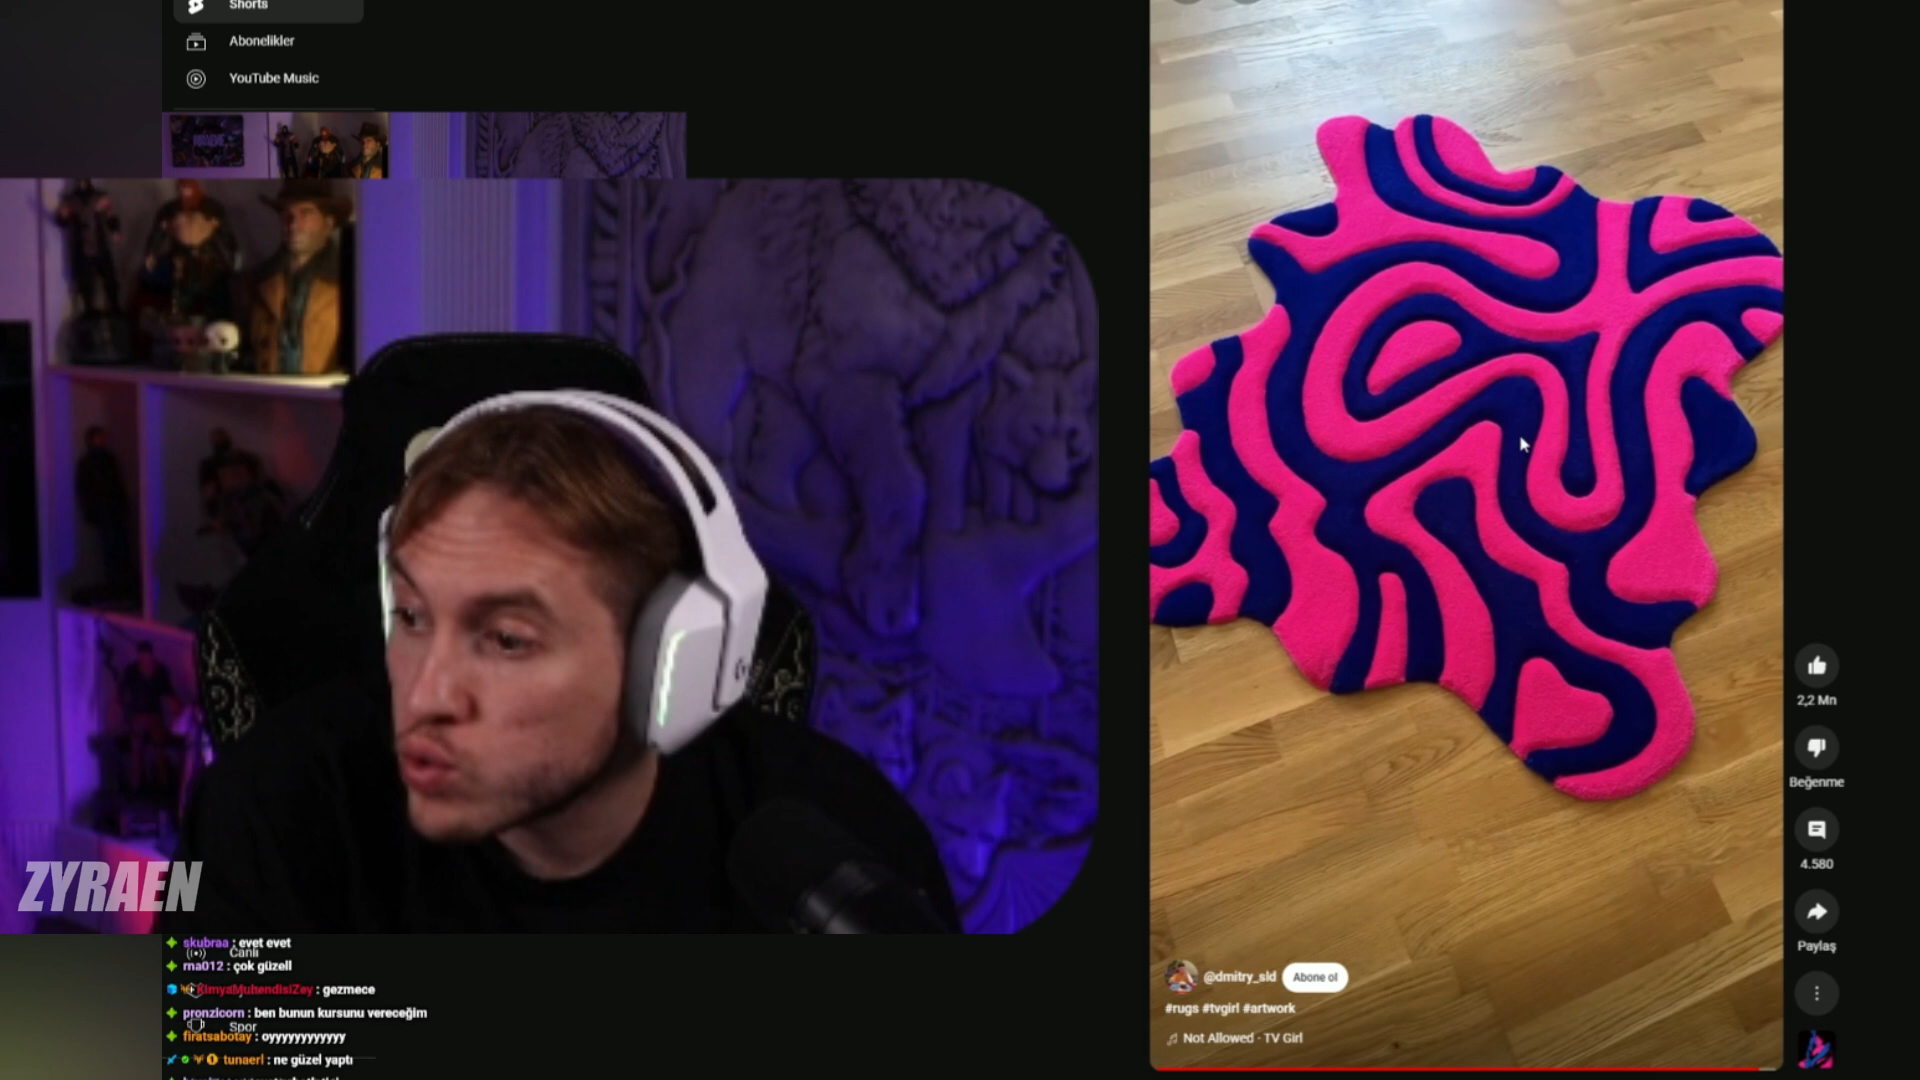 Shorts
Abonelikler
YouTube Music
ZYRAEN
skubraa : evet evet
Canlı
ma012 : çok güzell
KimyaMuhendisiZey : gezmece
pronzicorn : ben bunun kursunu vereceğim
Spor
firatsabotay : oyyyyyyyyyyyy
tunaerl : ne güzel yaptı
2,2 Mn
Beğenme
4.580
Paylaş
@dmitry_sld
Abone ol
#rugs #tvgirl #artwork
Not Allowed · TV Girl